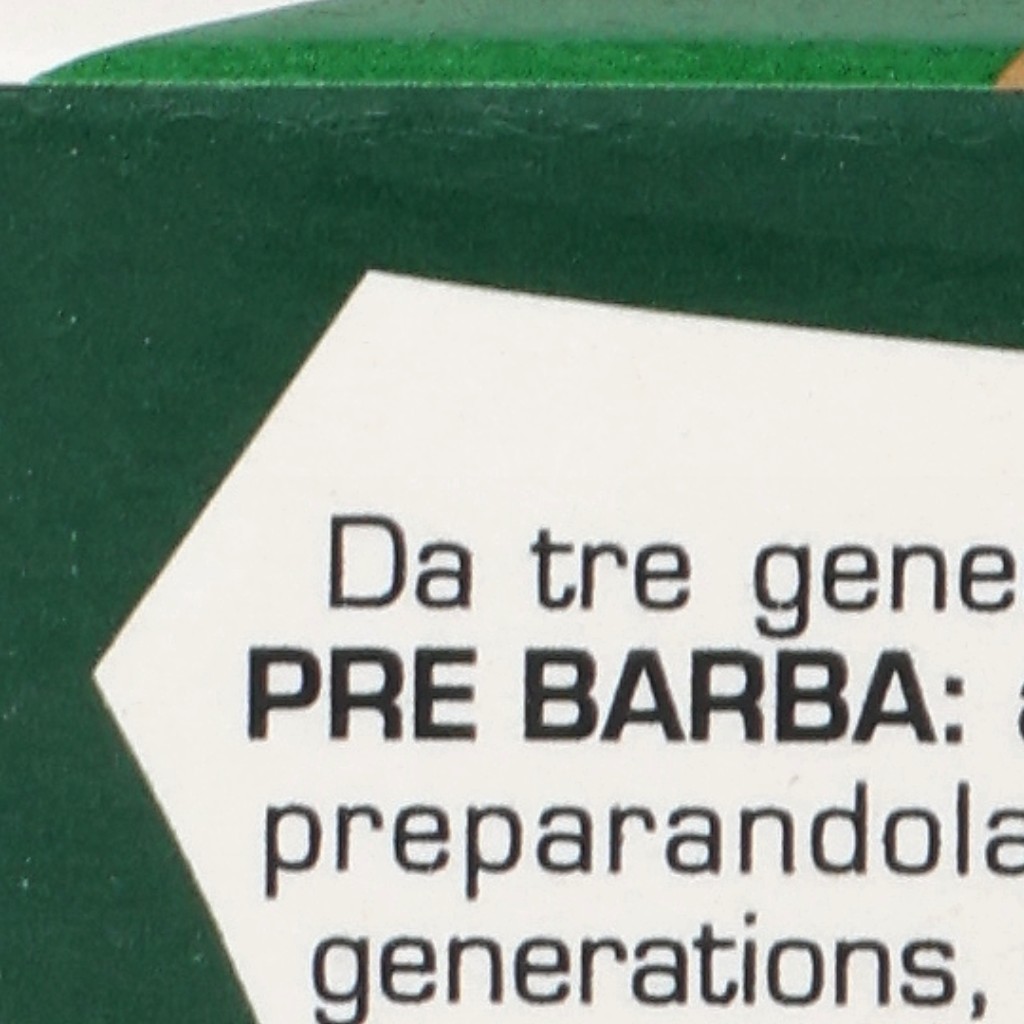 Da tre gene
PRE BARBA:
preparandola
generations,